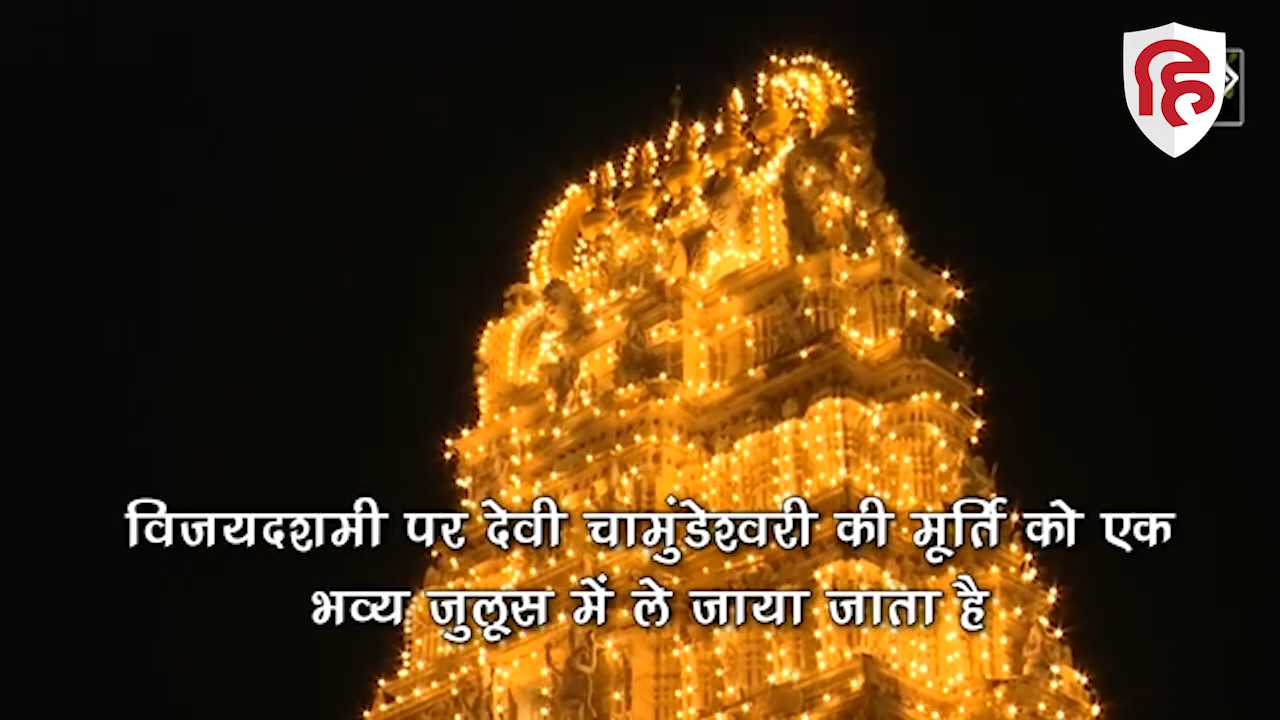 हि
विजयदशमी पर देवी चामुंडेश्वरी की मूर्ति को एक
भव्य जुलूस में ले जाया जाता है